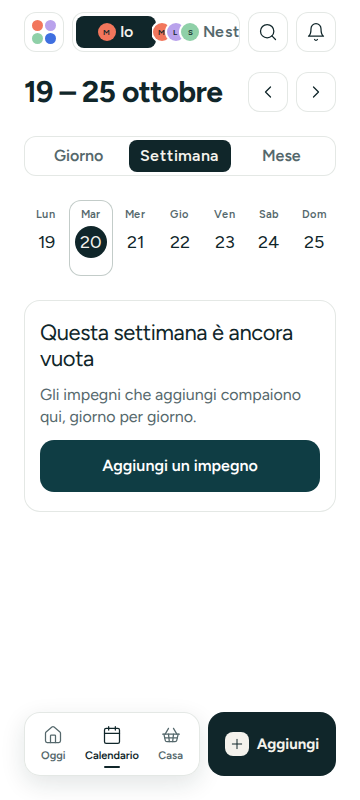 M Io M L S Nest
19 – 25 ottobre
Giorno Settimana Mese
Lun Mar Mer Gio Ven Sab Dom
19 20 21 22 23 24 25
Questa settimana è ancora
vuota
Gli impegni che aggiungi compaiono
qui, giorno per giorno.
Aggiungi un impegno
Oggi Calendario Casa Aggiungi